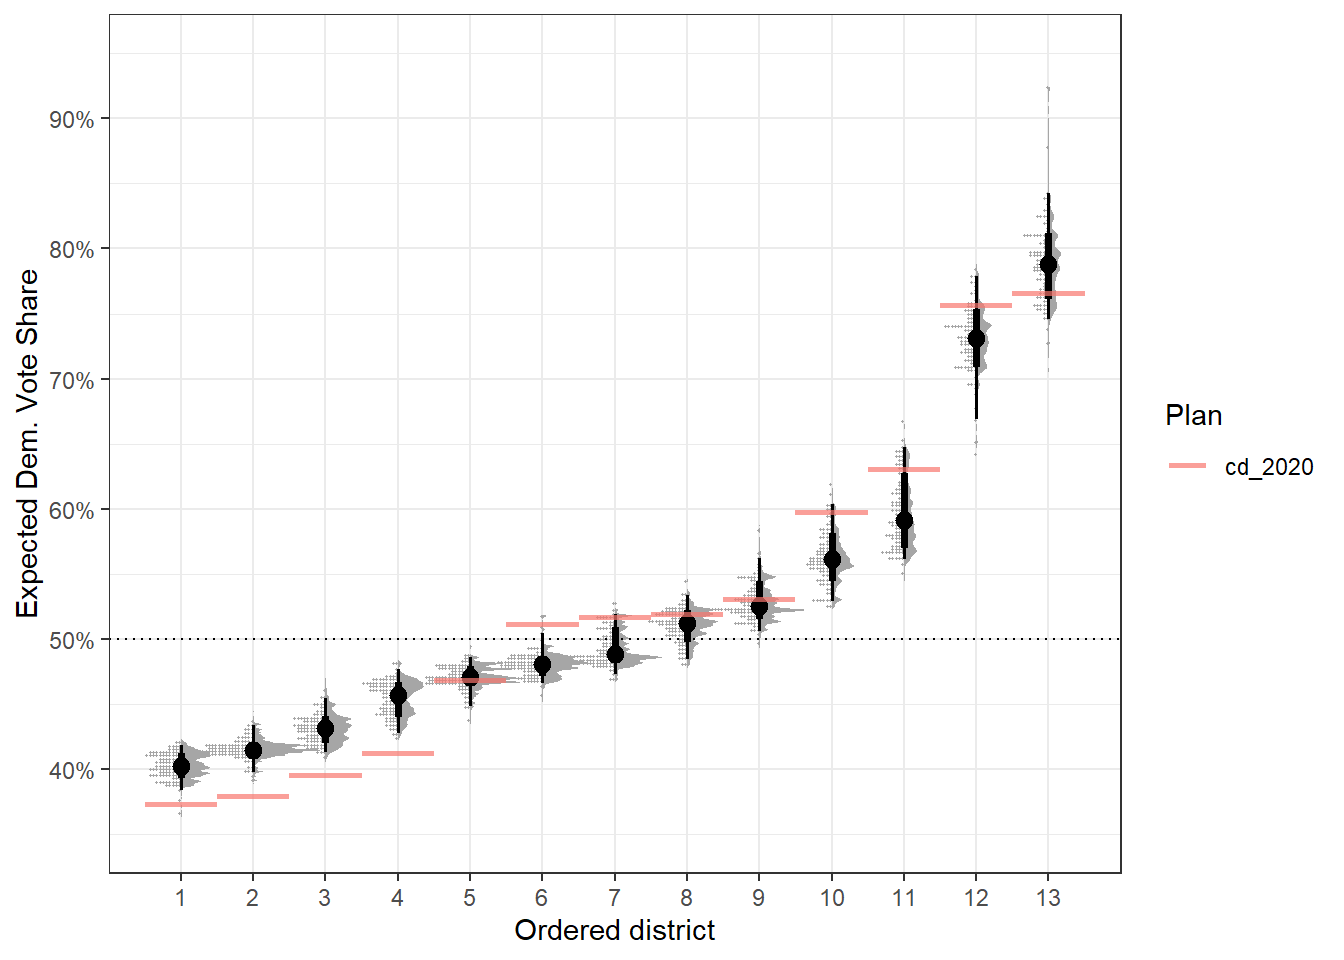 90%
80%
70%
60%
50%
40%
Expected Dem. Vote Share
1 2 3 4 5 6 7 8 9 10 11 12 13
Ordered district
Plan
cd_2020